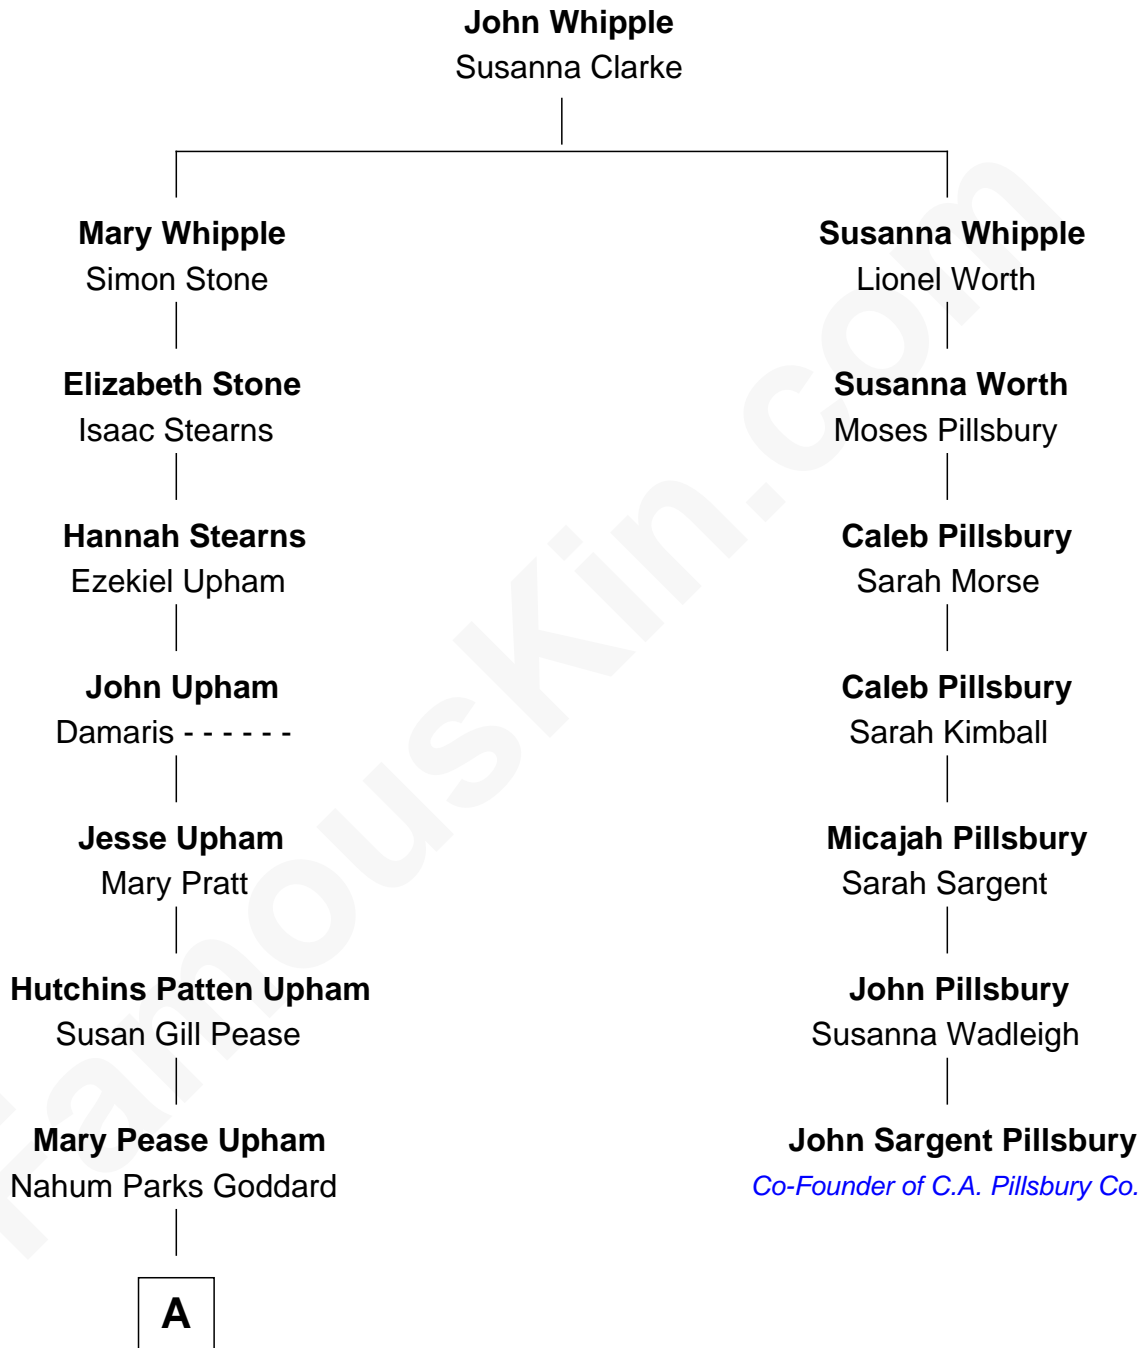 John Whipple
Susanna Clarke
Mary Whipple
Simon Stone
Susanna Whipple
Lionel Worth
Elizabeth Stone
Isaac Stearns
Susanna Worth
Moses Pillsbury
Hannah Stearns
Ezekiel Upham
Caleb Pillsbury
Sarah Morse
John Upham
Damaris - - - - - -
Caleb Pillsbury
Sarah Kimball
Jesse Upham
Mary Pratt
Micajah Pillsbury
Sarah Sargent
Hutchins Patten Upham
Susan Gill Pease
John Pillsbury
Susanna Wadleigh
Mary Pease Upham
Nahum Parks Goddard
John Sargent Pillsbury
Co-Founder of C.A. Pillsbury Co.
A
FamousKin.com